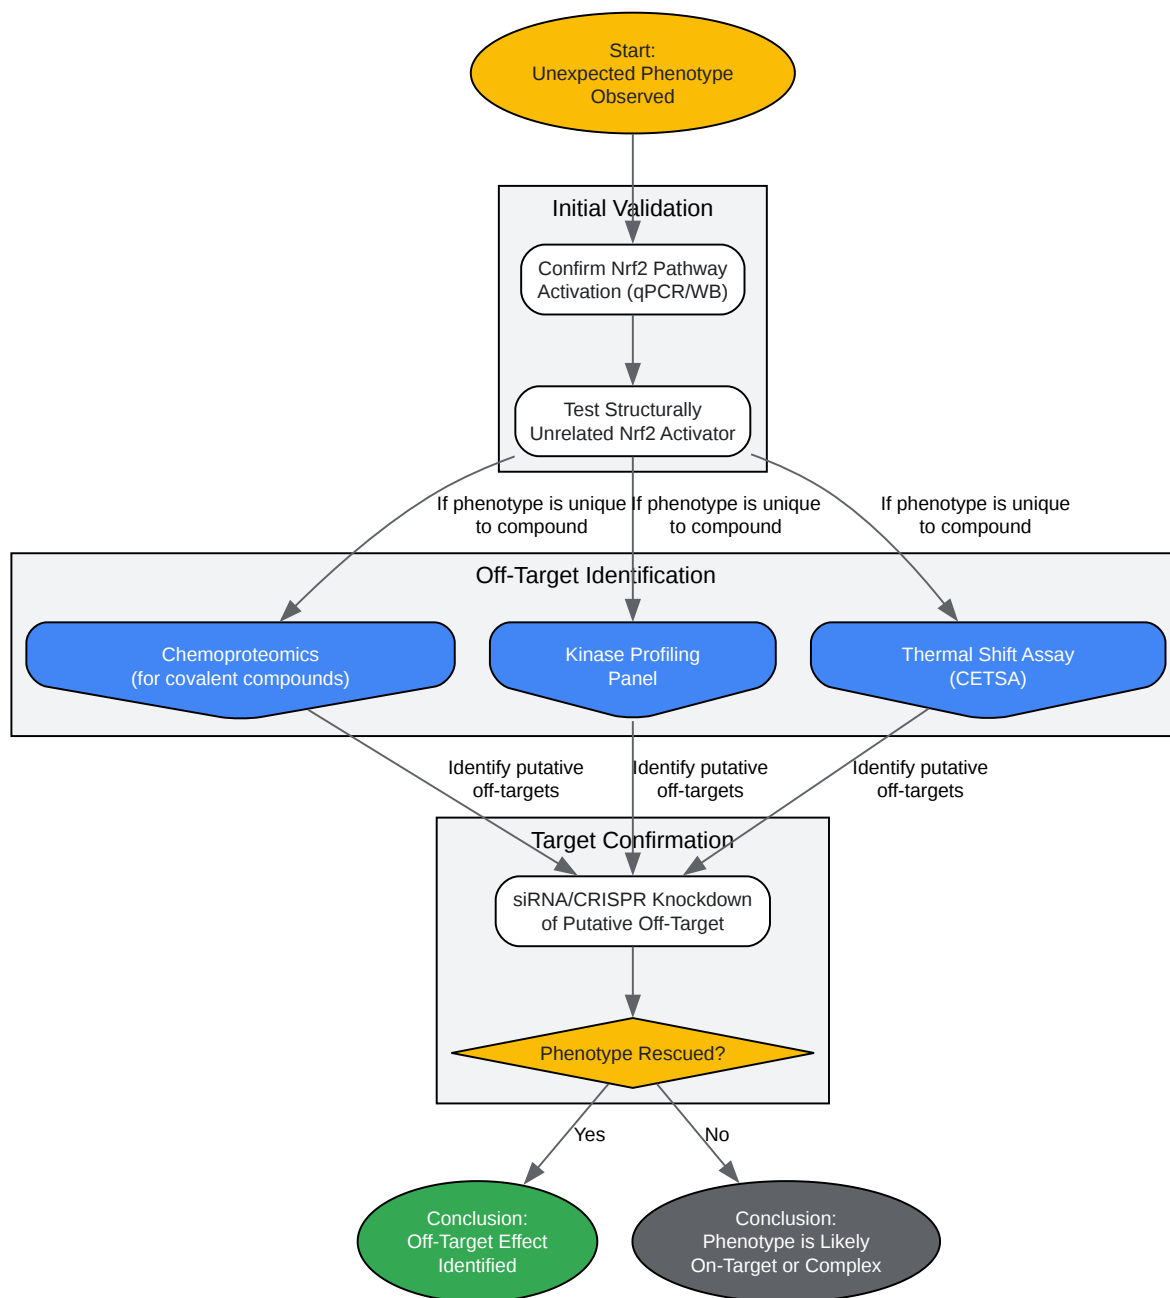 Start:
Unexpected Phenotype
Observed
Initial Validation
Confirm Nrf2 Pathway
Activation (qPCR/WB)
Test Structurally
Unrelated Nrf2 Activator
If phenotype is unique
to compound
If phenotype is unique
to compound
If phenotype is unique
to compound
Off-Target Identification
Chemoproteomics
(for covalent compounds)
Kinase Profiling
Panel
Thermal Shift Assay
(CETSA)
Identify putative
off-targets
Identify putative
off-targets
Identify putative
off-targets
Target Confirmation
siRNA/CRISPR Knockdown
of Putative Off-Target
Phenotype Rescued?
Yes
No
Conclusion:
Off-Target Effect
Identified
Conclusion:
Phenotype is Likely
On-Target or Complex